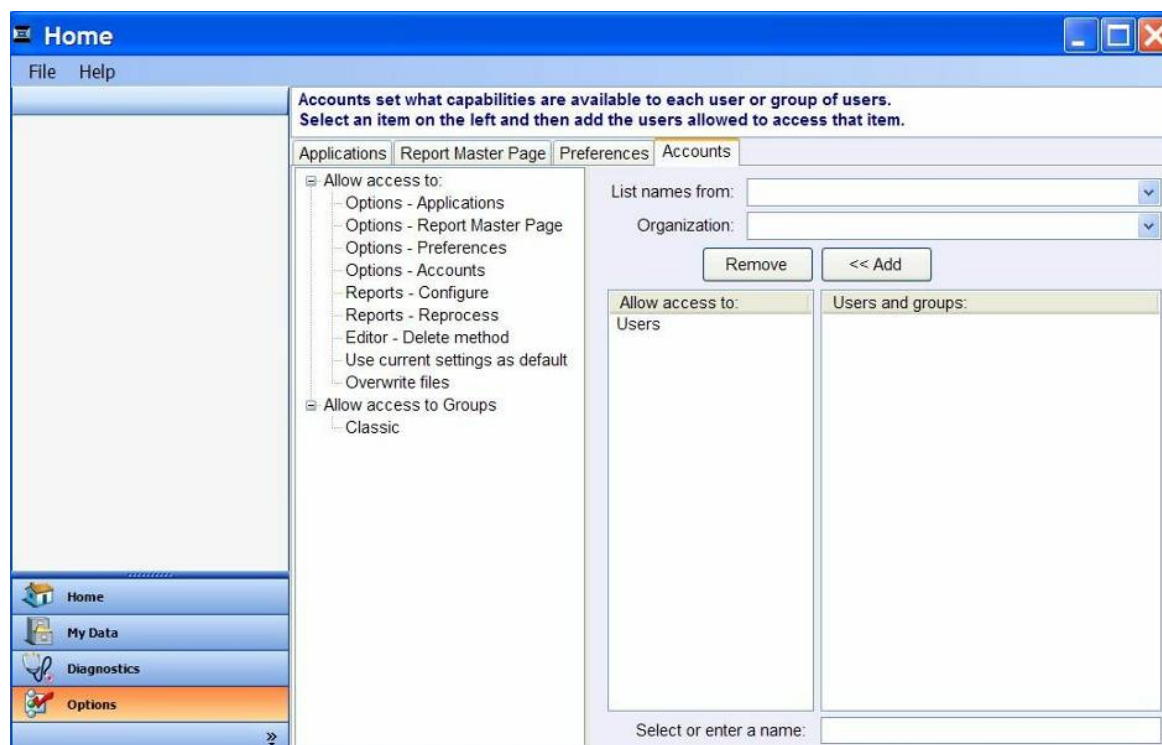 Home
File Help
Accounts set what capabilities are available to each user or group of users.
Select an item on the left and then add the users allowed to access that item.
Applications Report Master Page Preferences Accounts
Allow access to:
Options - Applications
Options - Report Master Page
Options - Preferences
Options - Accounts
Reports - Configure
Reports - Reprocess
Editor - Delete method
Use current settings as default
Overwrite files
Allow access to Groups
Classic
List names from:
Organization:
Remove << Add
Allow access to: Users and groups:
Users
Select or enter a name:
Home
My Data
Diagnostics
Options